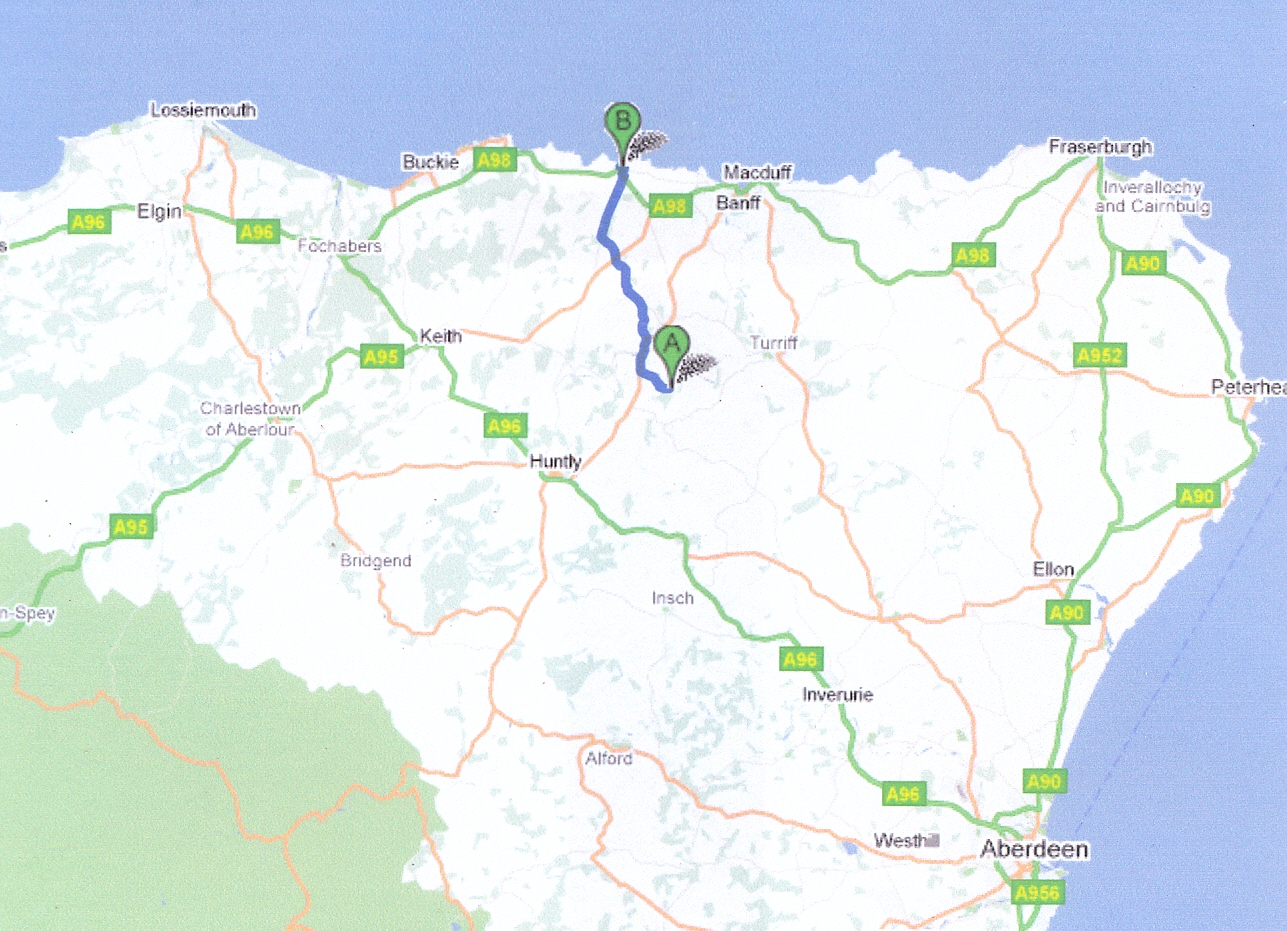 Lossiemouth
B
Fraserburgh
Buckie
A98
Macduff
Inverallochy
and Cairnbulg
Banff
A98
Elgin
A96
A96
Fochabers
A98
A90
s
Keith
A
Turriff
A95
A952
Peterhea
Charlestown
of Aberlour
A96
Huntly
A90
A95
Bridgend
Ellon
Insch
A90
n-Spey
A96
Inverurie
Alford
A90
A96
Westhill
Aberdeen
A956